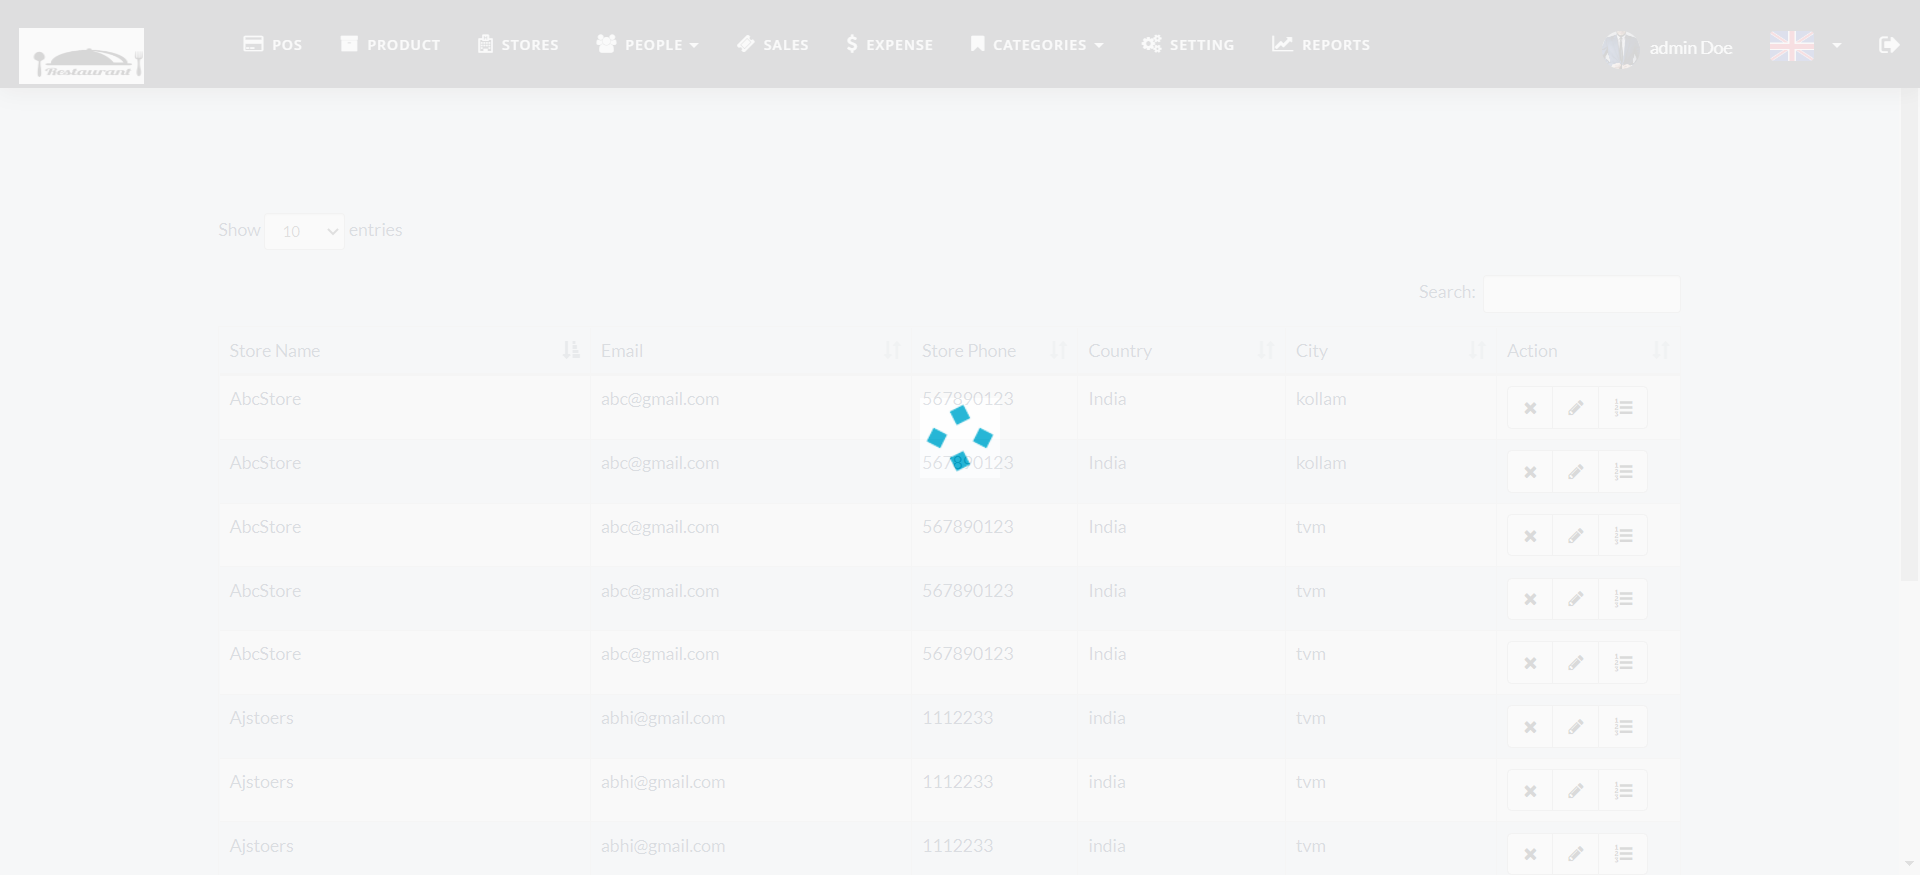 Restaurant POS PRODUCT STORES PEOPLE SALES EXPENSE CATEGORIES SETTING REPORTS admin Doe
Show 10 entries
Search:
Store Name Email Store Phone Country City Action
AbcStore abc@gmail.com 567890123 India kollam
AbcStore abc@gmail.com 567890123 India kollam
AbcStore abc@gmail.com 567890123 India tvm
AbcStore abc@gmail.com 567890123 India tvm
AbcStore abc@gmail.com 567890123 India tvm
Ajstoers abhi@gmail.com 1112233 india tvm
Ajstoers abhi@gmail.com 1112233 india tvm
Ajstoers abhi@gmail.com 1112233 india tvm